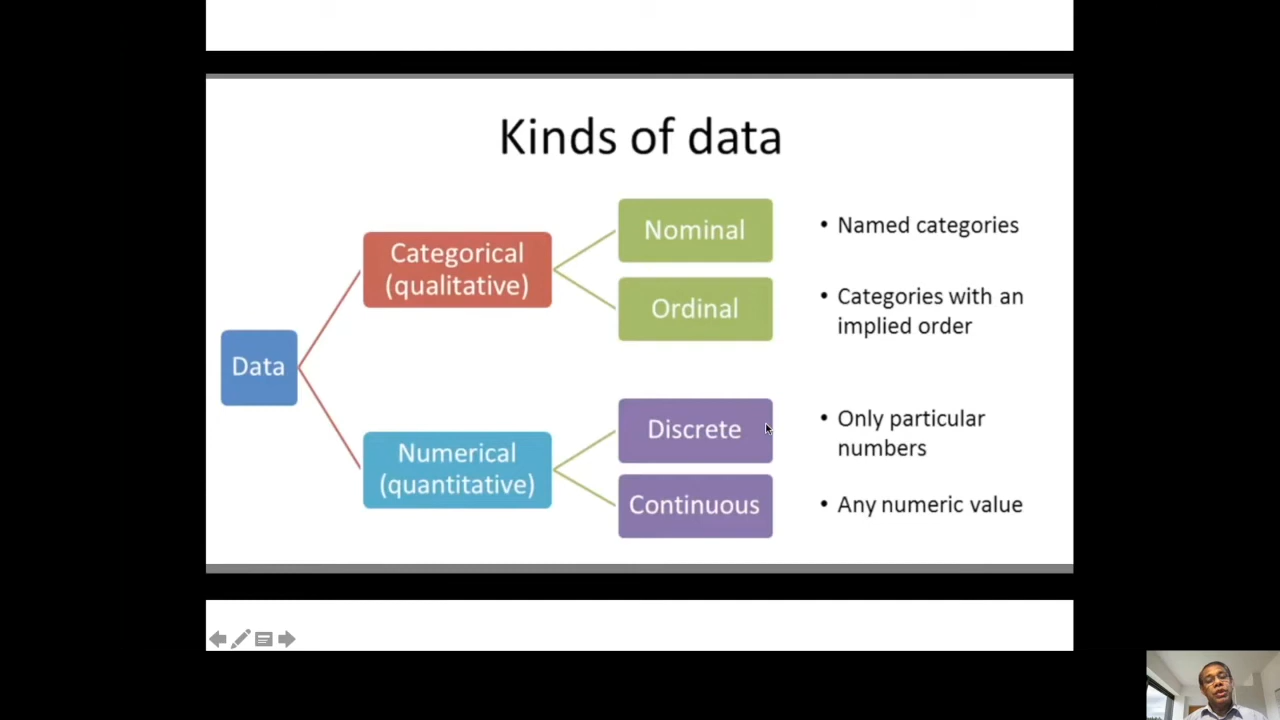 Kinds of data
Data
Categorical
(qualitative)
Nominal
• Named categories
Ordinal
• Categories with an
implied order
Numerical
(quantitative)
Discrete
• Only particular
numbers
Continuous
• Any numeric value